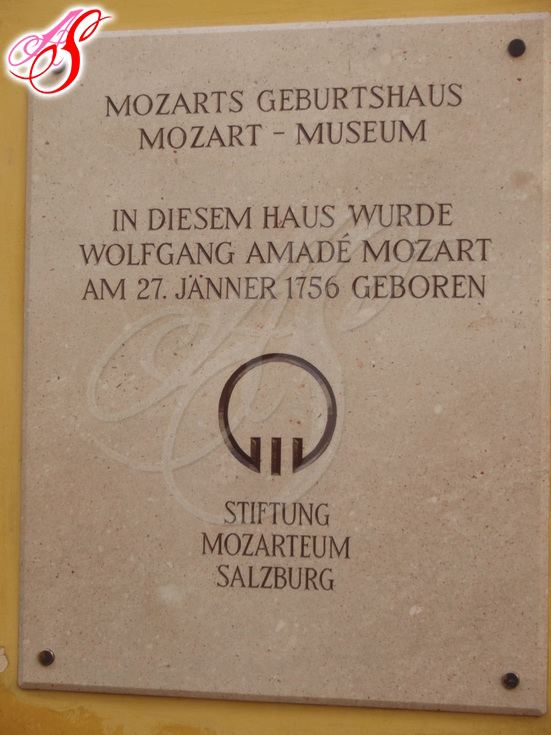 AS
MOZARTS GEBURTSHAUS
MOZART - MUSEUM
IN DIESEM HAUS WURDE
WOLFGANG AMADÉ MOZART
AM 27. JÄNNER 1756 GEBOREN
STIFTUNG
MOZARTEUM
SALZBURG